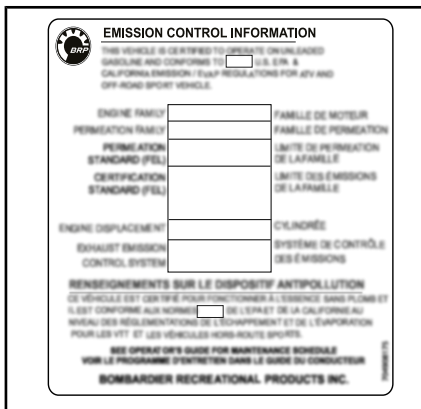 BRP
EMISSION CONTROL INFORMATION
THIS VEHICLE IS CERTIFIED TO OPERATE ON UNLEADED
GASOLINE AND CONFORMS TO U.S. EPA &
CALIFORNIA EMISSION / EVAP REGULATIONS FOR ATV AND
OFF-ROAD SPORT VEHICLE.
ENGINE FAMILY FAMILLE DE MOTEUR
PERMEATION FAMILY FAMILLE DE PERMEATION
PERMEATION LIMITE DE PERMEATION
STANDARD (FEL) DE LA FAMILLE
CERTIFICATION LIMITE DES ÉMISSIONS
STANDARD (FEL) DE LA FAMILLE
ENGINE DISPLACEMENT CYLINDRÉE
EXHAUST EMISSION SYSTÈME DE CONTRÔLE
CONTROL SYSTEM DES ÉMISSIONS
RENSEIGNEMENTS SUR LE DISPOSITIF ANTIPOLLUTION
CE VÉHICULE EST CERTIFIÉ POUR FONCTIONNER À L'ESSENCE SANS PLOMB ET
IL EST CONFORME AUX NORMES DE L'EPA ET DE LA CALIFORNIE AU
NIVEAU DES RÉGLEMENTATIONS DE L'ÉCHAPPEMENT ET DE L'ÉVAPORATION
POUR LES VTT ET LES VÉHICULES HORS-ROUTE SPORTS.
SEE OPERATOR'S GUIDE FOR MAINTENANCE SCHEDULE
VOIR LE PROGRAMME D'ENTRETIEN DANS LE GUIDE DU CONDUCTEUR
BOMBARDIER RECREATIONAL PRODUCTS INC.